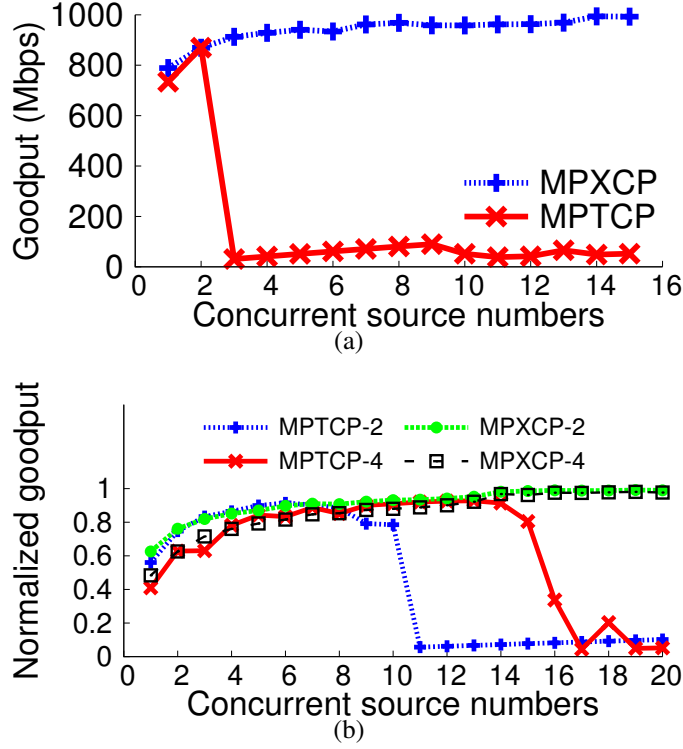 Goodput (Mbps)
1000
800
600
400
200
0
MPXCP
MPTCP
0 2 4 6 8 10 12 14 16
Concurrent source numbers
(a)
Normalized goodput
MPTCP-2 MPXCP-2
MPTCP-4 MPXCP-4
1
0.8
0.6
0.4
0.2
0
0 2 4 6 8 10 12 14 16 18 20
Concurrent source numbers
(b)